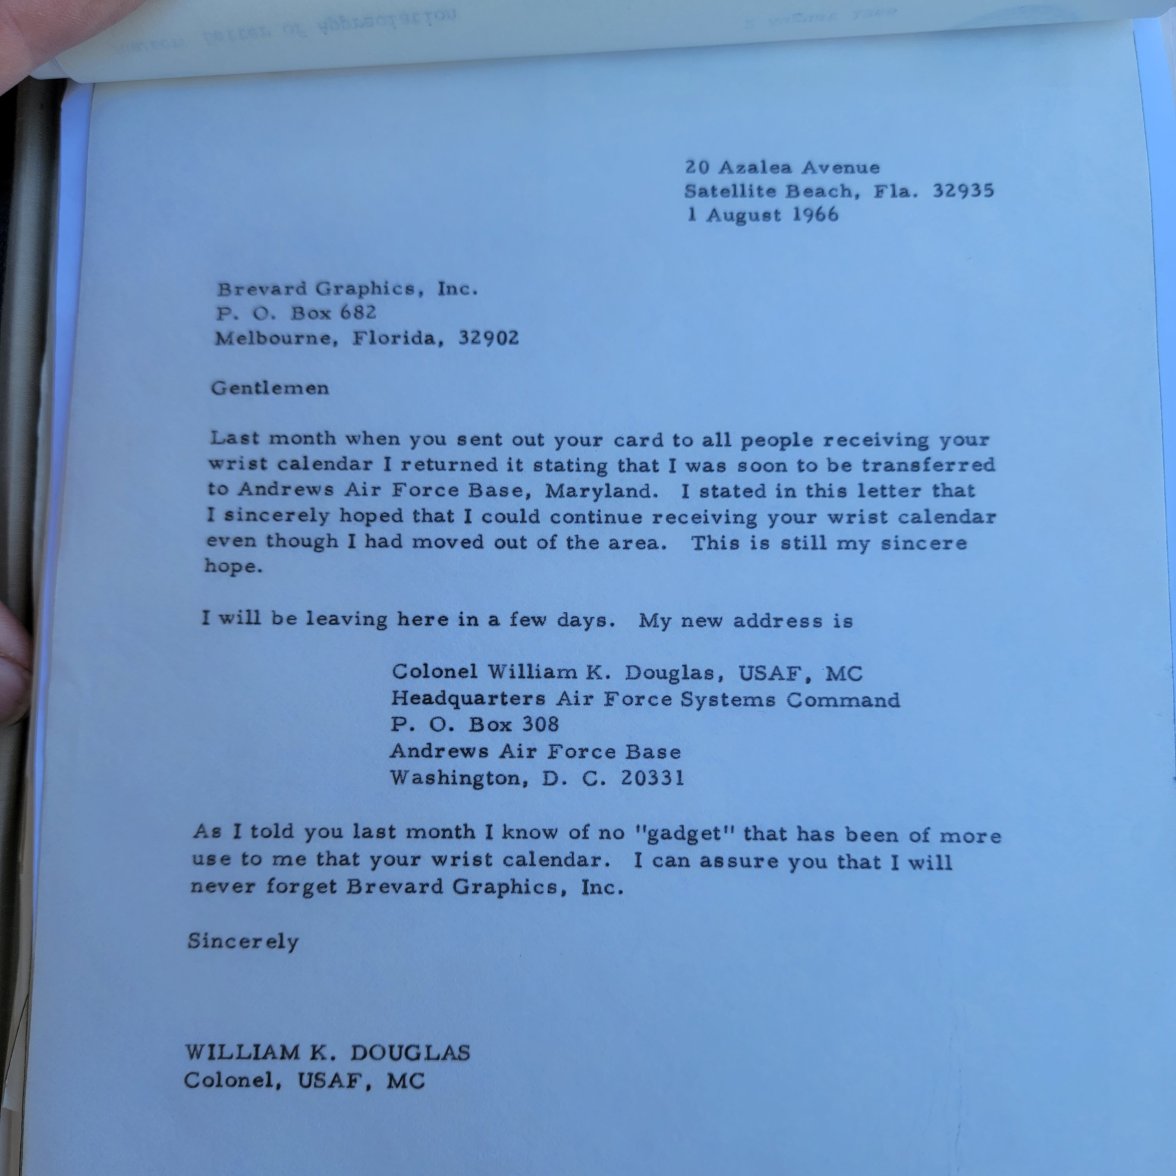 20 Azalea Avenue
Satellite Beach, Fla. 32935
1 August 1966
Brevard Graphics, Inc.
P. O. Box 682
Melbourne, Florida, 32902
Gentlemen
Last month when you sent out your card to all people receiving your
wrist calendar I returned it stating that I was soon to be transferred
to Andrews Air Force Base, Maryland. I stated in this letter that
I sincerely hoped that I could continue receiving your wrist calendar
even though I had moved out of the area. This is still my sincere
hope.
I will be leaving here in a few days. My new address is
Colonel William K. Douglas, USAF, MC
Headquarters Air Force Systems Command
P. O. Box 308
Andrews Air Force Base
Washington, D. C. 20331
As I told you last month I know of no "gadget" that has been of more
use to me that your wrist calendar. I can assure you that I will
never forget Brevard Graphics, Inc.
Sincerely
WILLIAM K. DOUGLAS
Colonel, USAF, MC